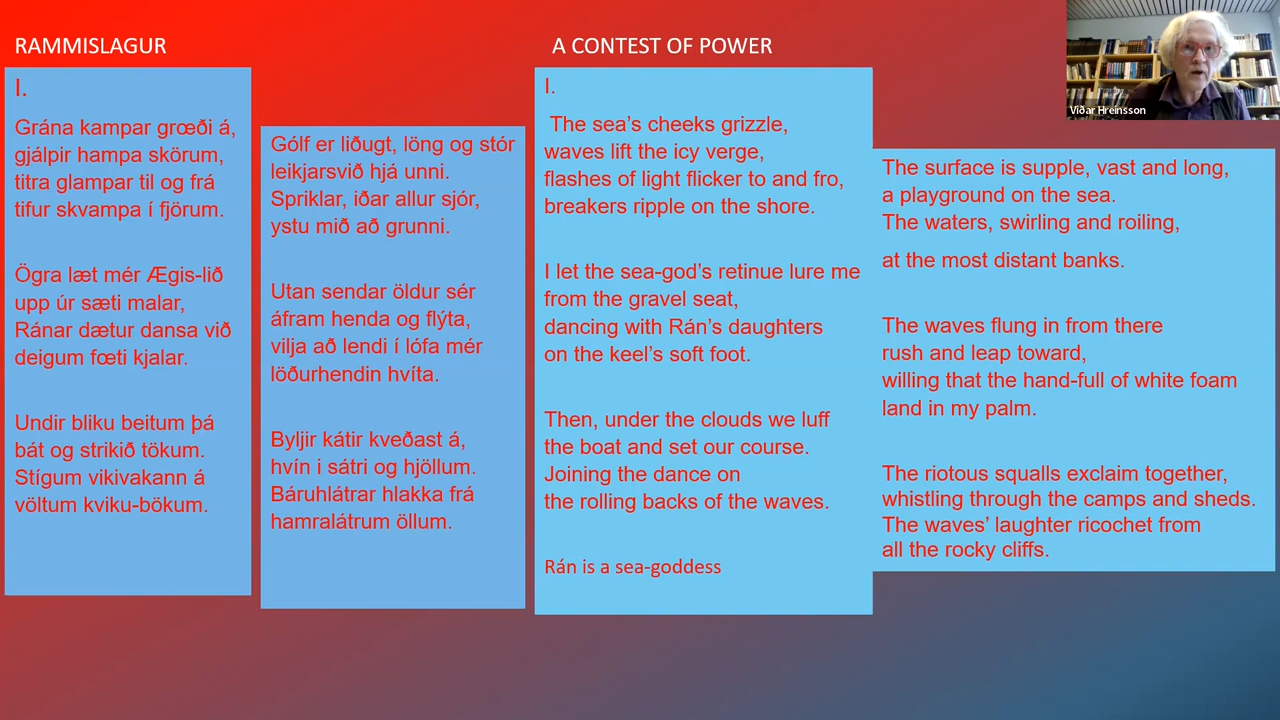 RAMMISLAGUR
I.
Grána kampar græði á,
gjálpir hampa skörum,
titra glampar til og frá
tifur skvampa í fjörum.
Ögra læt mér Ægis-lið
upp úr sæti malar,
Ránar dætur dansa við
deigum fæti kjalar.
Undir bliku beitum þá
bát og strikið tökum.
Stígum vikivakann á
völtum kviku-bökum.
Gólf er liðugt, löng og stór
leikjarsvið hjá unni.
Spriklar, iðar allur sjór,
ystu mið að grunni.
Utan sendar öldur sér
áfram henda og flýta,
vilja að lendi í lófa mér
löðurhendin hvíta.
Byljir kátir kveðast á,
hvín i sátri og hjöllum.
Báruhlátrar hlakka frá
hamralátrum öllum.
A CONTEST OF POWER
I.
The sea's cheeks grizzle,
waves lift the icy verge,
flashes of light flicker to and fro,
breakers ripple on the shore.
I let the sea-god's retinue lure me
from the gravel seat,
dancing with Rán's daughters
on the keel's soft foot.
Then, under the clouds we luff
the boat and set our course.
Joining the dance on
the rolling backs of the waves.
Rán is a sea-goddess
The surface is supple, vast and long,
a playground on the sea.
The waters, swirling and roiling,
at the most distant banks.
The waves flung in from there
rush and leap toward,
willing that the hand-full of white foam
land in my palm.
The riotous squalls exclaim together,
whistling through the camps and sheds.
The waves' laughter ricochet from
all the rocky cliffs.
Viðar Hreinsson